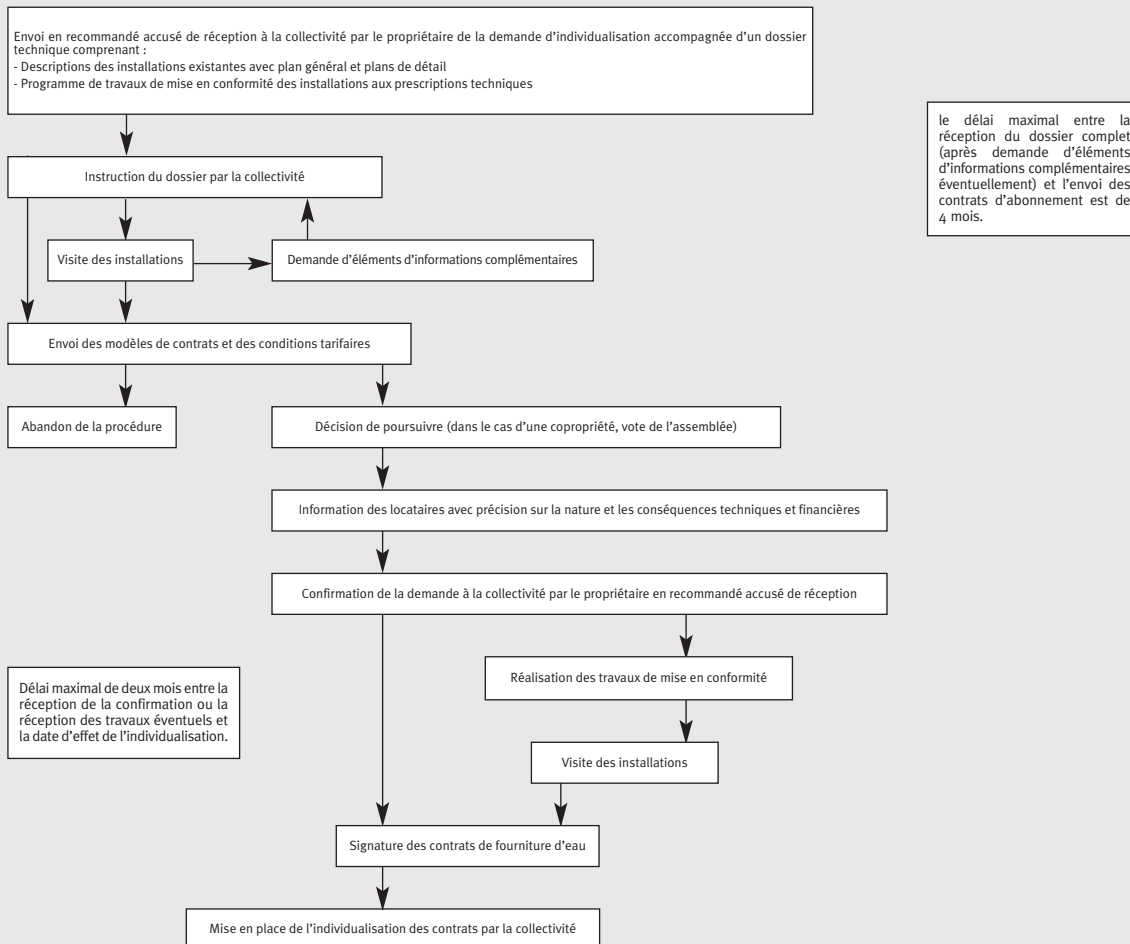 Envoi en recommandé accusé de réception à la collectivité par le propriétaire de la demande d'individualisation accompagnée d'un dossier
technique comprenant :
- Descriptions des installations existantes avec plan général et plans de détail
- Programme de travaux de mise en conformité des installations aux prescriptions techniques
le délai maximal entre la
réception du dossier complet
(après demande d'éléments
d'informations complémentaires
éventuellement) et l'envoi des
contrats d'abonnement est de
4 mois.
Instruction du dossier par la collectivité
Visite des installations
Demande d'éléments d'informations complémentaires
Envoi des modèles de contrats et des conditions tarifaires
Abandon de la procédure
Décision de poursuivre (dans le cas d'une copropriété, vote de l'assemblée)
Information des locataires avec précision sur la nature et les conséquences techniques et financières
Confirmation de la demande à la collectivité par le propriétaire en recommandé accusé de réception
Réalisation des travaux de mise en conformité
Délai maximal de deux mois entre la
réception de la confirmation ou la
réception des travaux éventuels et
la date d'effet de l'individualisation.
Visite des installations
Signature des contrats de fourniture d'eau
Mise en place de l'individualisation des contrats par la collectivité